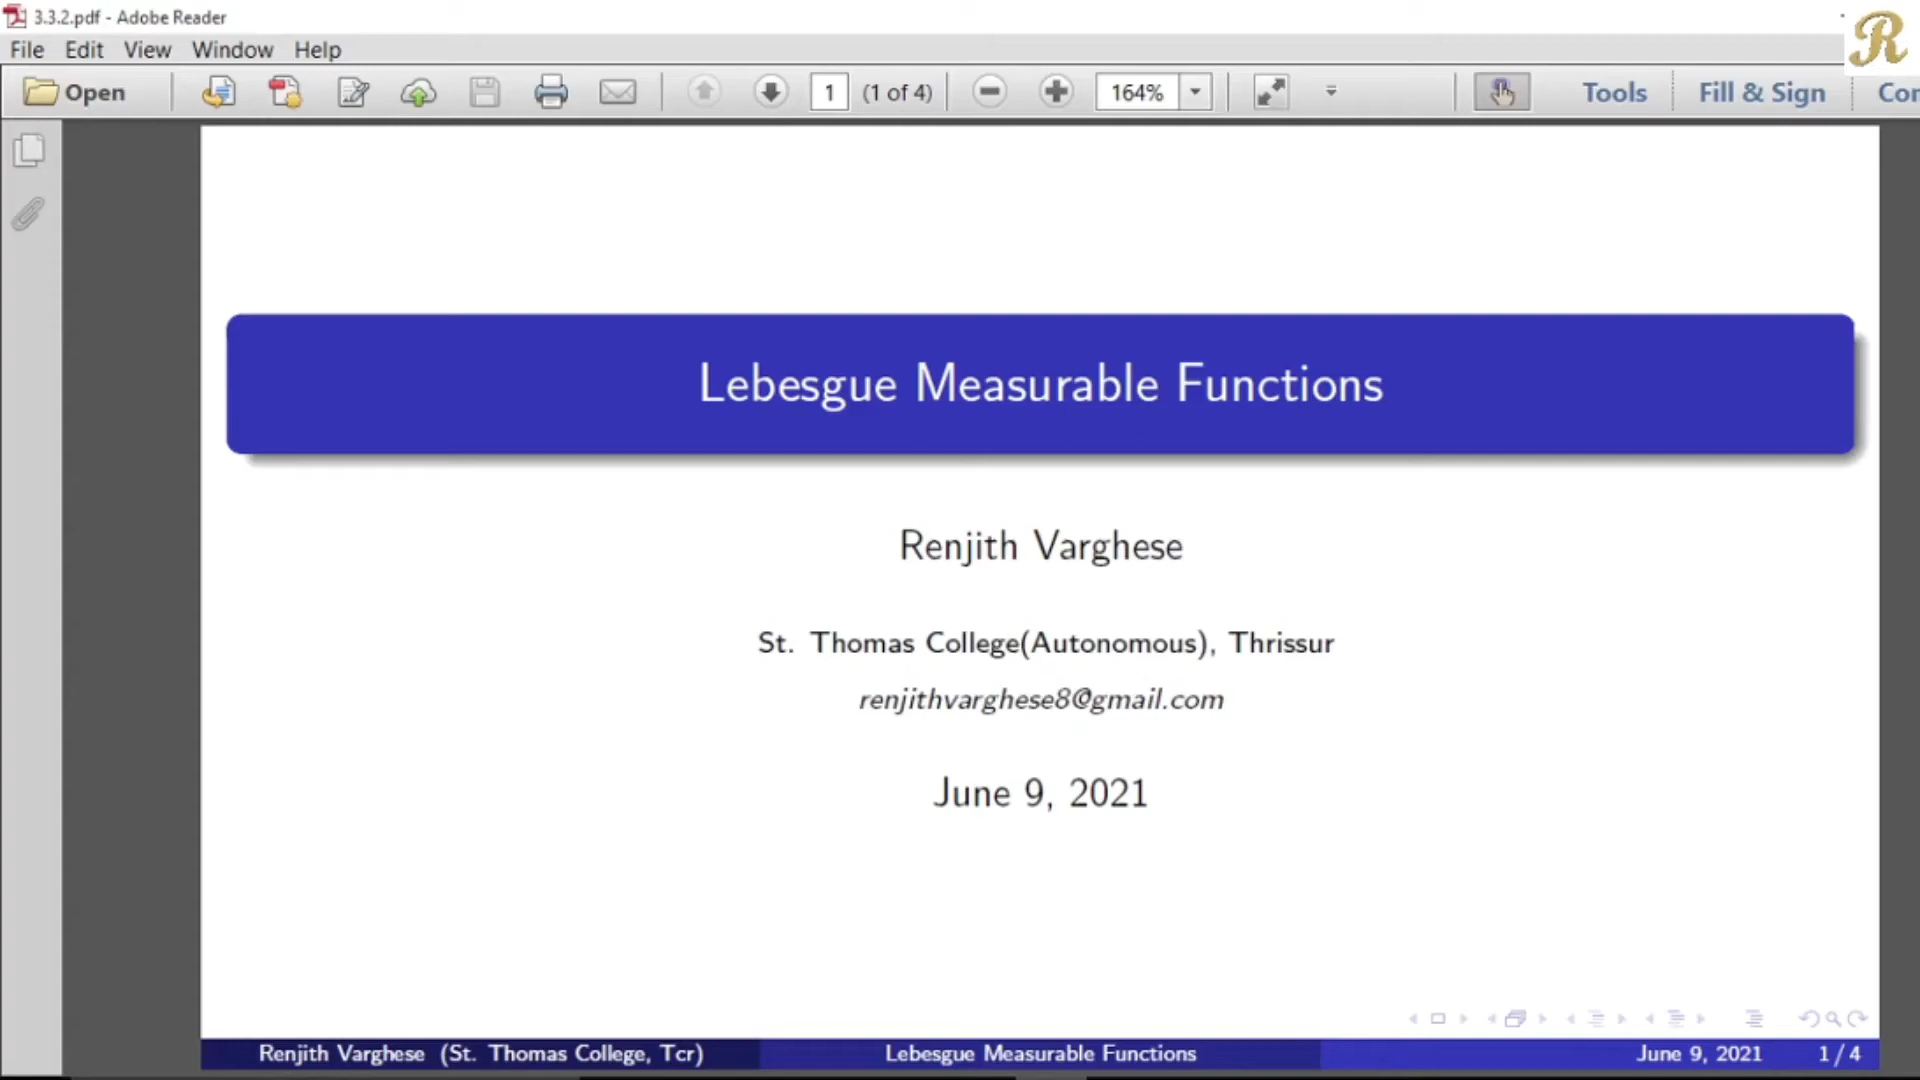 3.3.2.pdf - Adobe Reader
File Edit View Window Help
R
Open 1 (1 of 4) 164% Tools Fill & Sign
Lebesgue Measurable Functions
Renjith Varghese
St. Thomas College(Autonomous), Thrissur
renjithvarghese8@gmail.com
June 9, 2021
Renjith Varghese (St. Thomas College, Tcr) Lebesgue Measurable Functions June 9, 2021 1 / 4